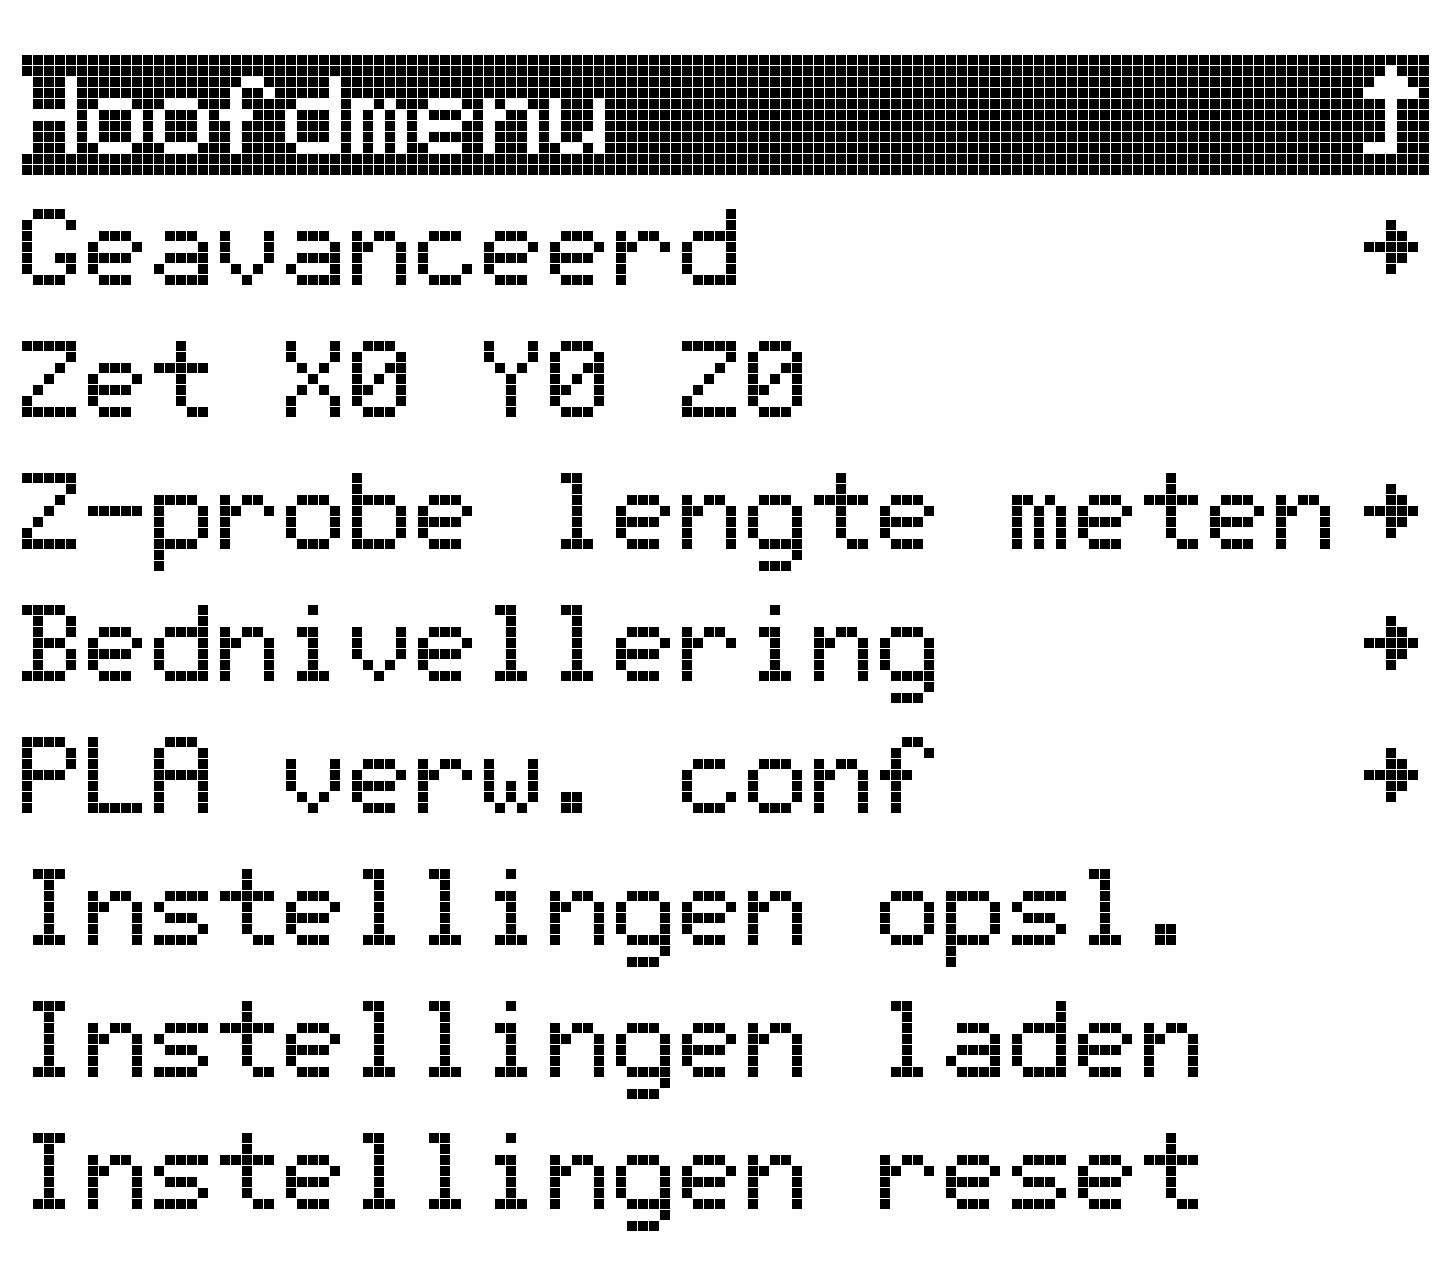 Hoofdmenu ↑
Geavanceerd →
Zet X0 Y0 Z0
Z-probe lengte meten →
Bednivellering →
PLA verw. conf →
Instellingen opsl.
Instellingen laden
Instellingen reset